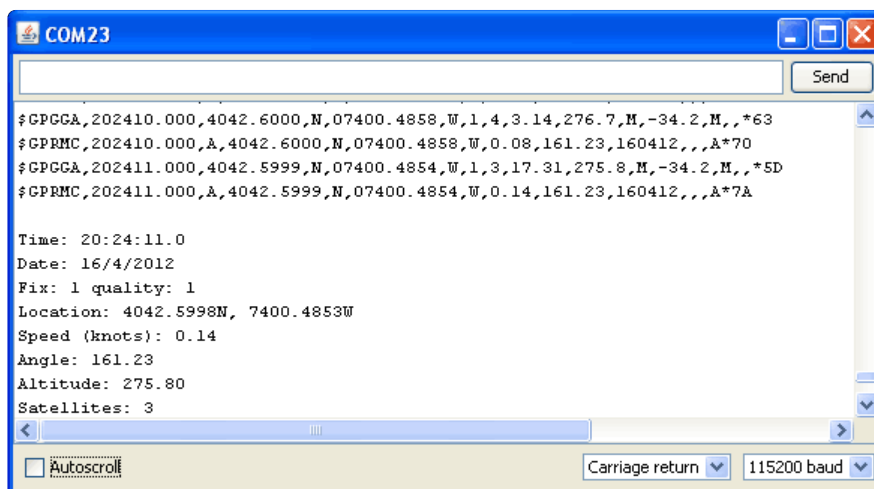 COM23
Send
$GPGGA,202410.000,4042.6000,N,07400.4858,W,1,4,3.14,276.7,M,-34.2,M,,*63
$GPRMC,202410.000,A,4042.6000,N,07400.4858,W,0.08,161.23,160412,,,A*70
$GPGGA,202411.000,4042.5999,N,07400.4854,W,1,3,17.31,275.8,M,-34.2,M,,*5D
$GPRMC,202411.000,A,4042.5999,N,07400.4854,W,0.14,161.23,160412,,,A*7A
Time: 20:24:11.0
Date: 16/4/2012
Fix: 1 quality: 1
Location: 4042.5998N, 7400.4853W
Speed (knots): 0.14
Angle: 161.23
Altitude: 275.80
Satellites: 3
Autoscroll
Carriage return
115200 baud